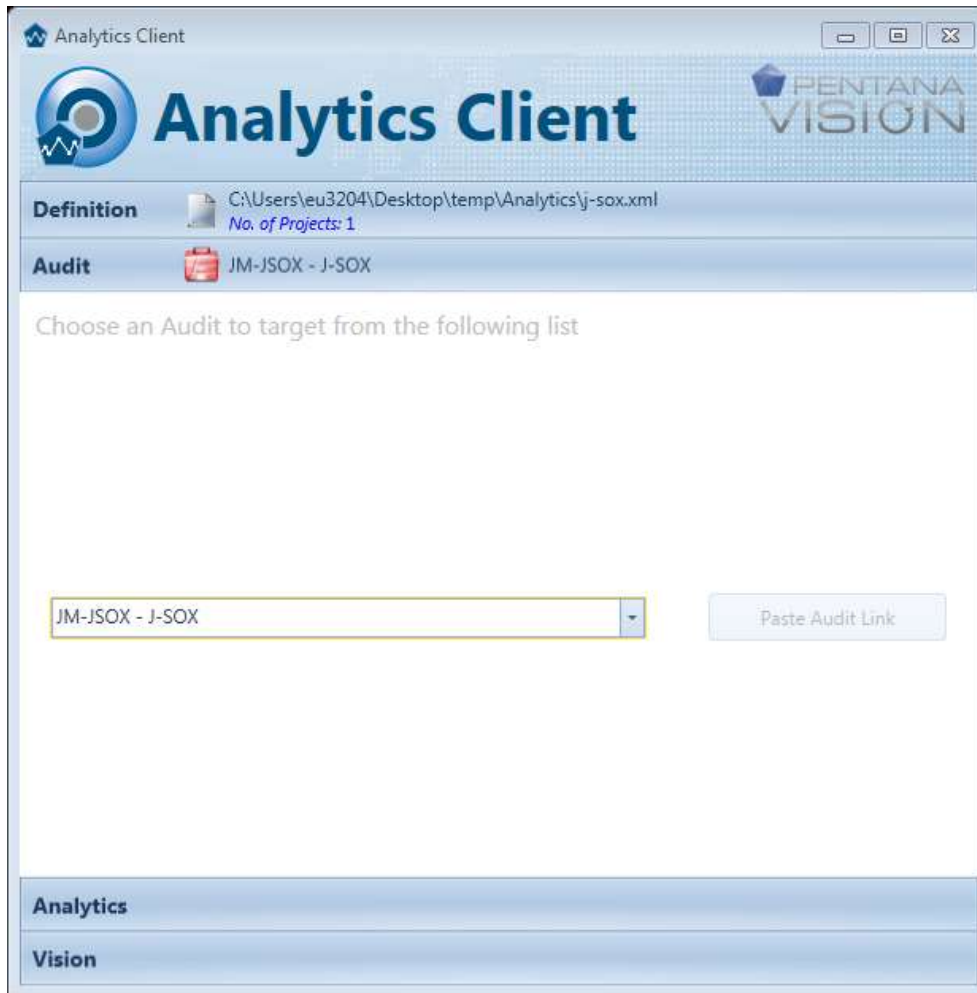 Analytics Client
Analytics Client
PENTANA
VISION
Definition
C:\Users\eu3204\Desktop\temp\Analytics\j-sox.xml
No. of Projects: 1
Audit
JM-JSOX - J-SOX
Choose an Audit to target from the following list
JM-JSOX - J-SOX
Paste Audit Link
Analytics
Vision